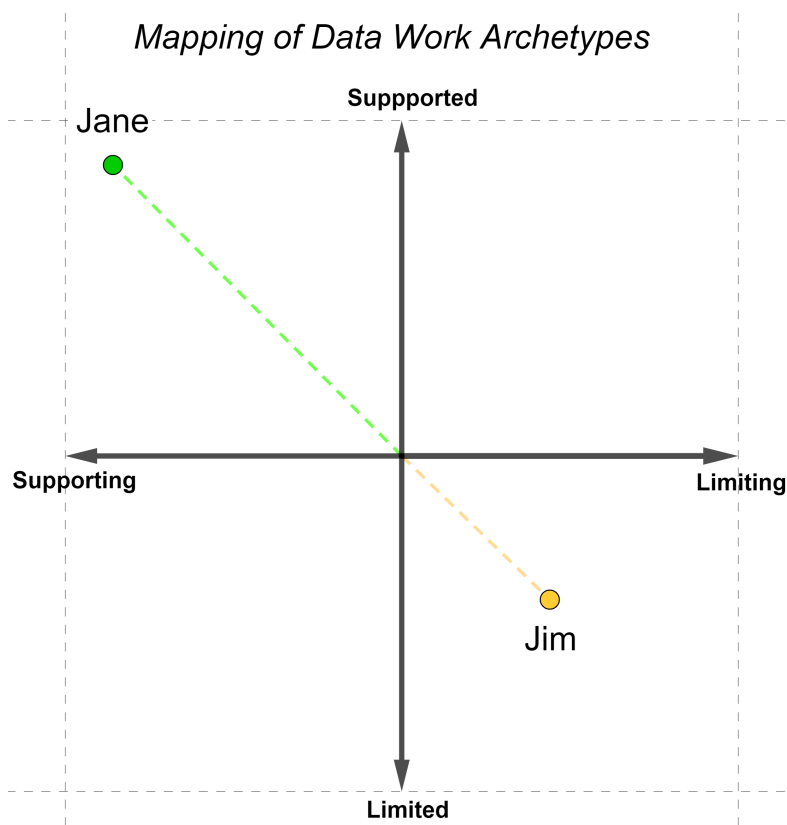 Mapping of Data Work Archetypes
Suppported
Jane
Supporting
Limiting
Jim
Limited